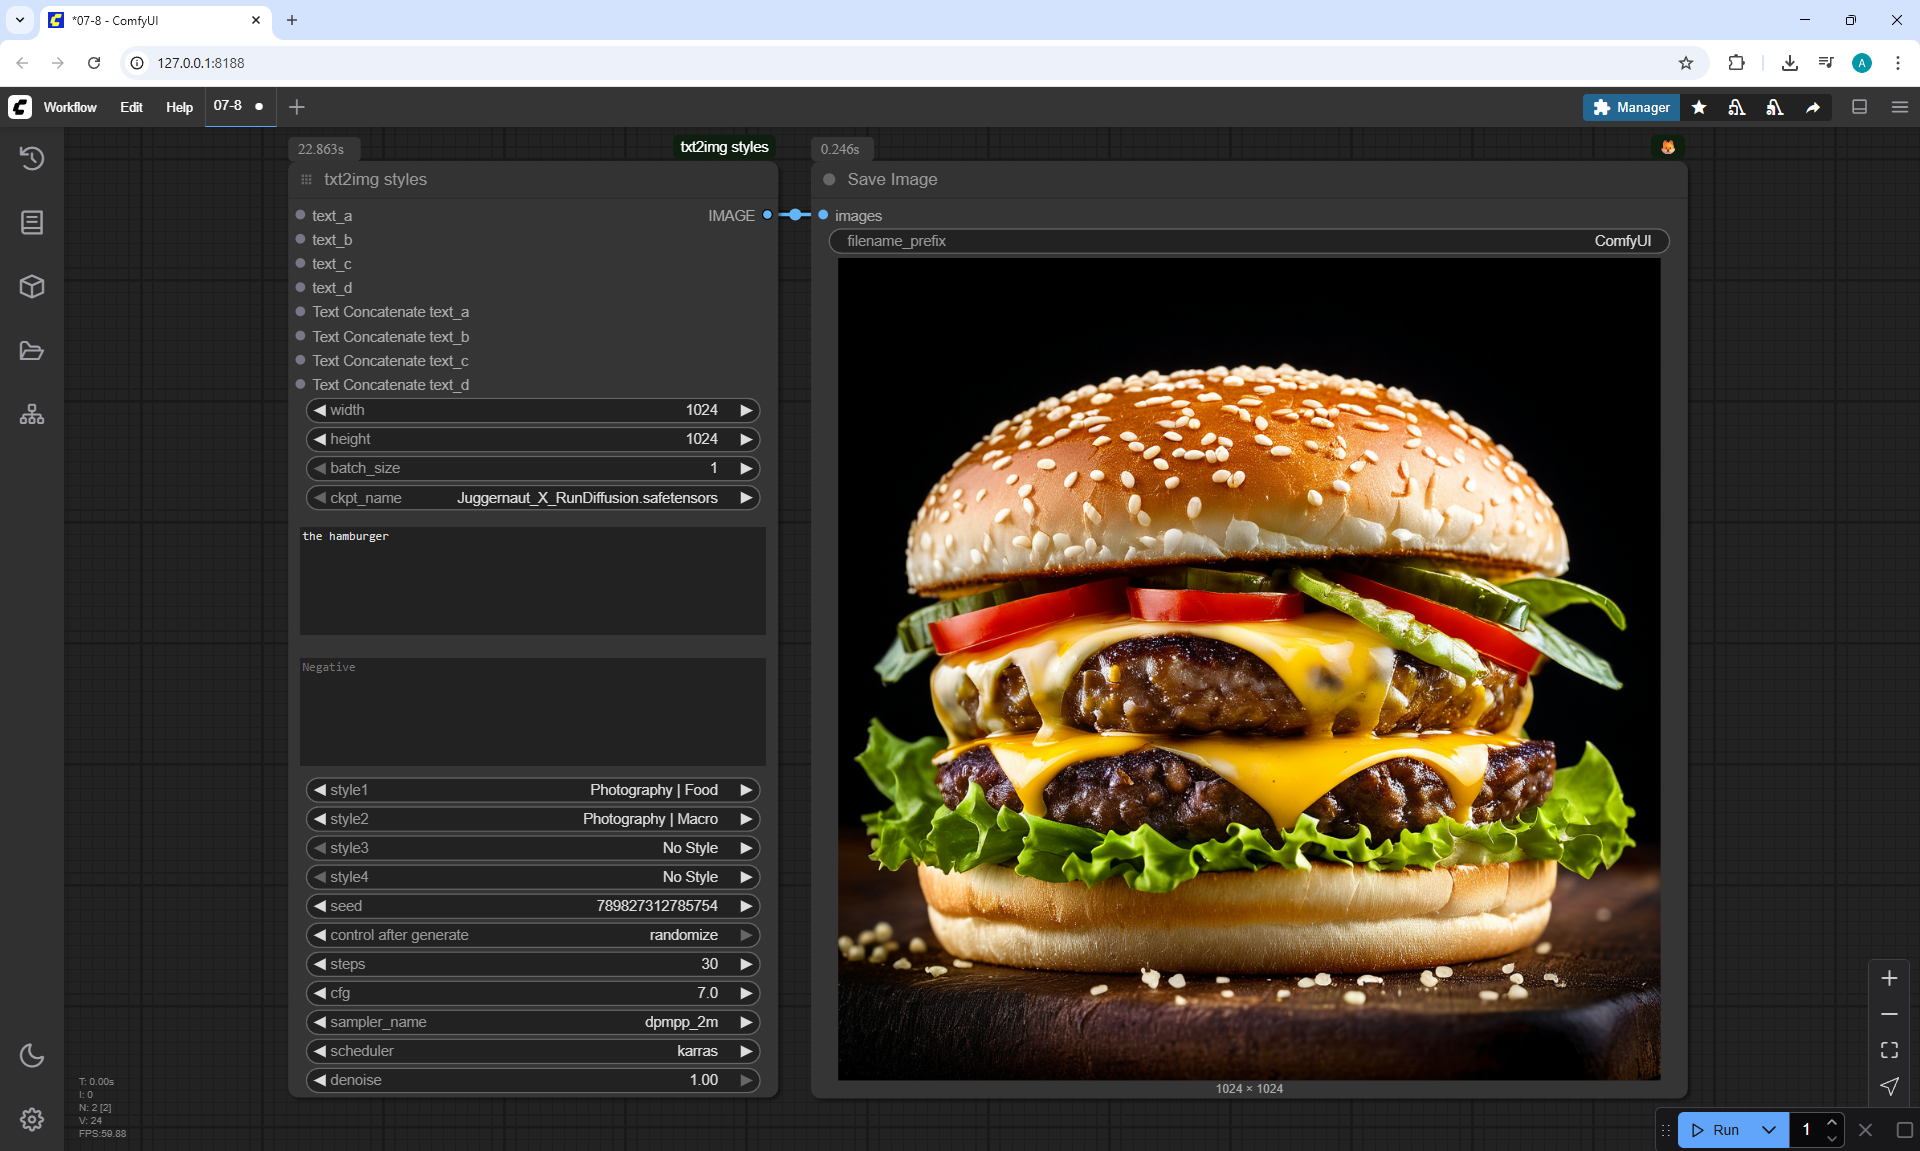 *07-8 - ComfyUI
127.0.0.1:8188
A
Workflow Edit Help 07-8
Manager
22.863s
txt2img styles
0.246s
txt2img styles
Save Image
text_a
IMAGE
images
text_b
filename_prefix
ComfyUI
text_c
text_d
Text Concatenate text_a
Text Concatenate text_b
Text Concatenate text_c
Text Concatenate text_d
width 1024
height 1024
batch_size 1
ckpt_name Juggernaut_X_RunDiffusion.safetensors
the hamburger
Negative
style1 Photography | Food
style2 Photography | Macro
style3 No Style
style4 No Style
seed 789827312785754
control after generate randomize
steps 30
cfg 7.0
sampler_name dpmpp_2m
scheduler karras
denoise 1.00
1024 × 1024
T: 0.00s
I: 0
N: 2 [2]
V: 24
FPS:59.88
Run 1